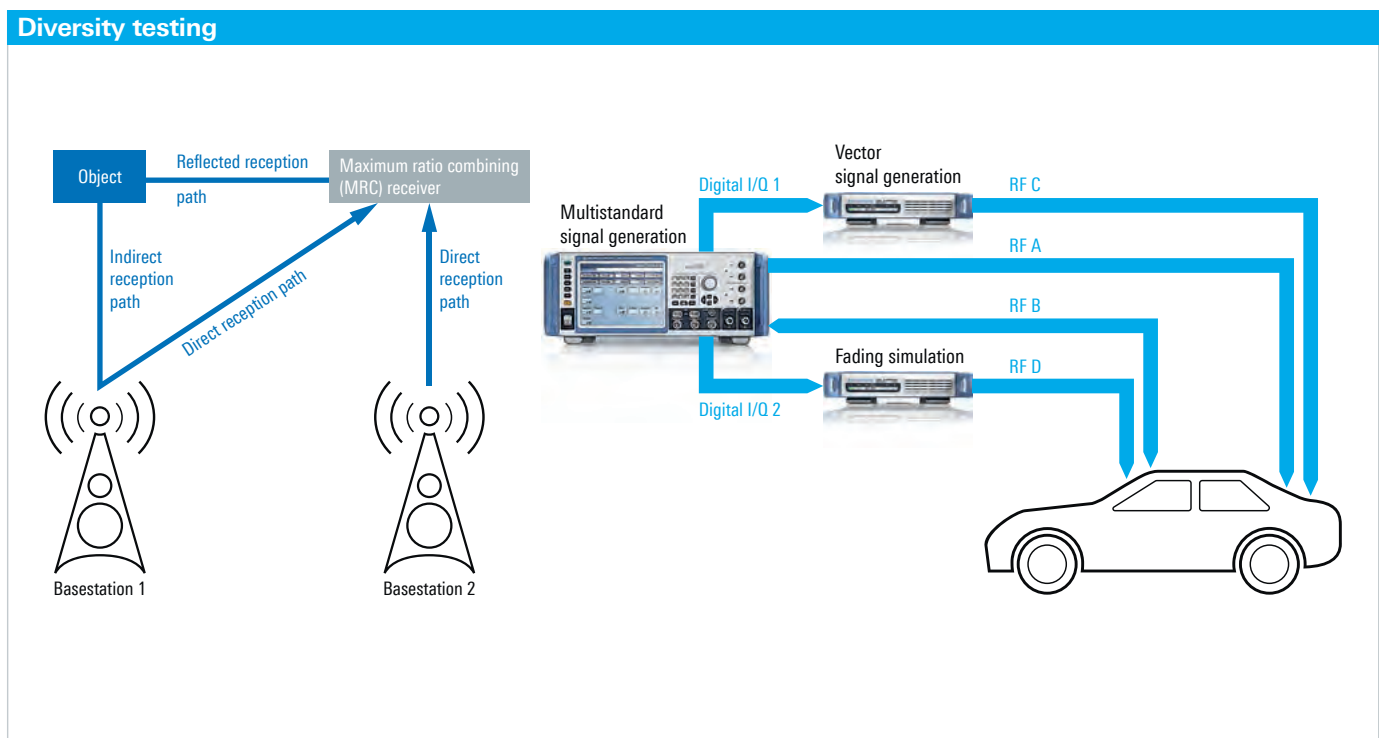 Diversity testing
Object
Reflected reception
path
Maximum ratio combining
(MRC) receiver
Indirect
reception
path
Direct reception path
Direct
reception
path
Basestation 1
Basestation 2
Multistandard
signal generation
Digital I/Q 1
Vector
signal generation
RF C
RF A
RF B
Fading simulation
RF D
Digital I/Q 2